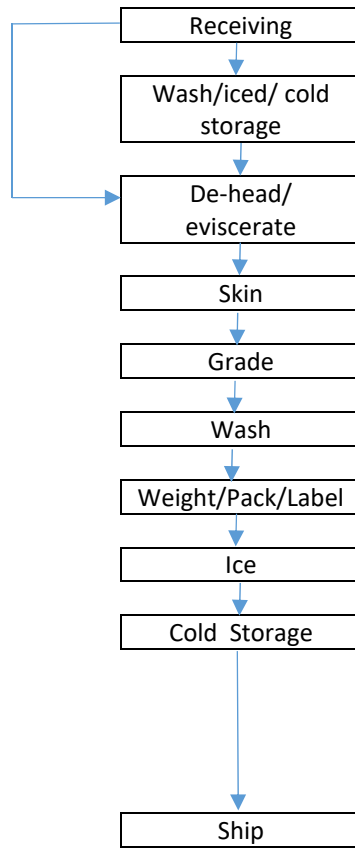 Receiving
Wash/iced/ cold
storage
De-head/
eviscerate
Skin
Grade
Wash
Weight/Pack/Label
Ice
Cold  Storage
Ship